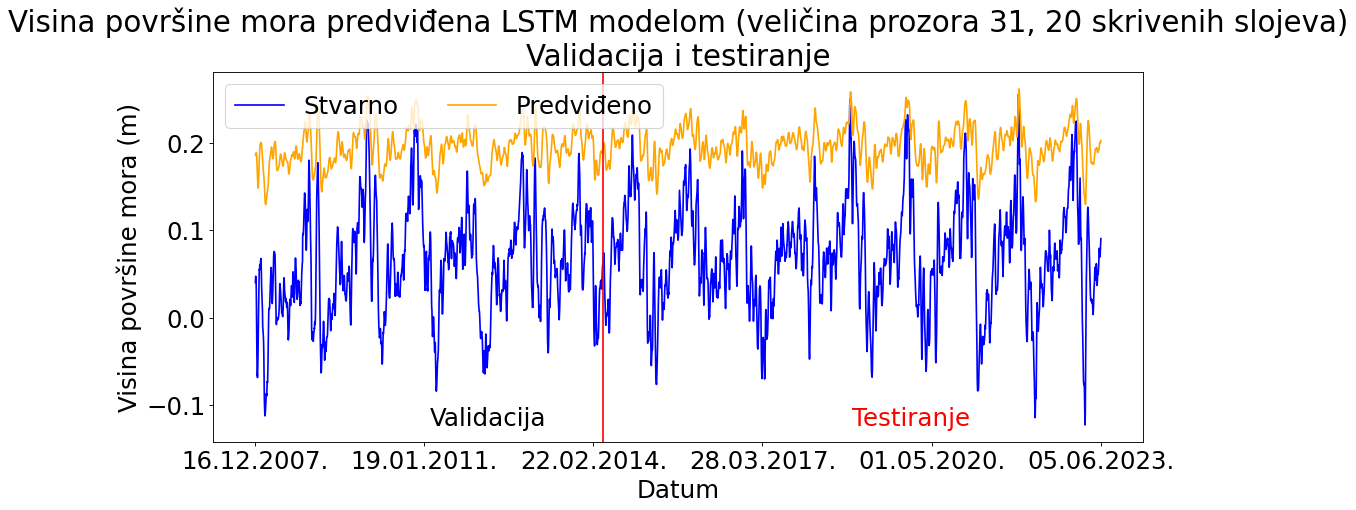 Visina površine mora predviđena LSTM modelom (veličina prozora 31, 20 skrivenih slojeva)
Validacija i testiranje
Stvarno
Predviđeno
Visina površine mora (m)
0.2
0.1
0.0
−0.1
Validacija
Testiranje
16.12.2007.
19.01.2011.
22.02.2014.
28.03.2017.
01.05.2020.
05.06.2023.
Datum